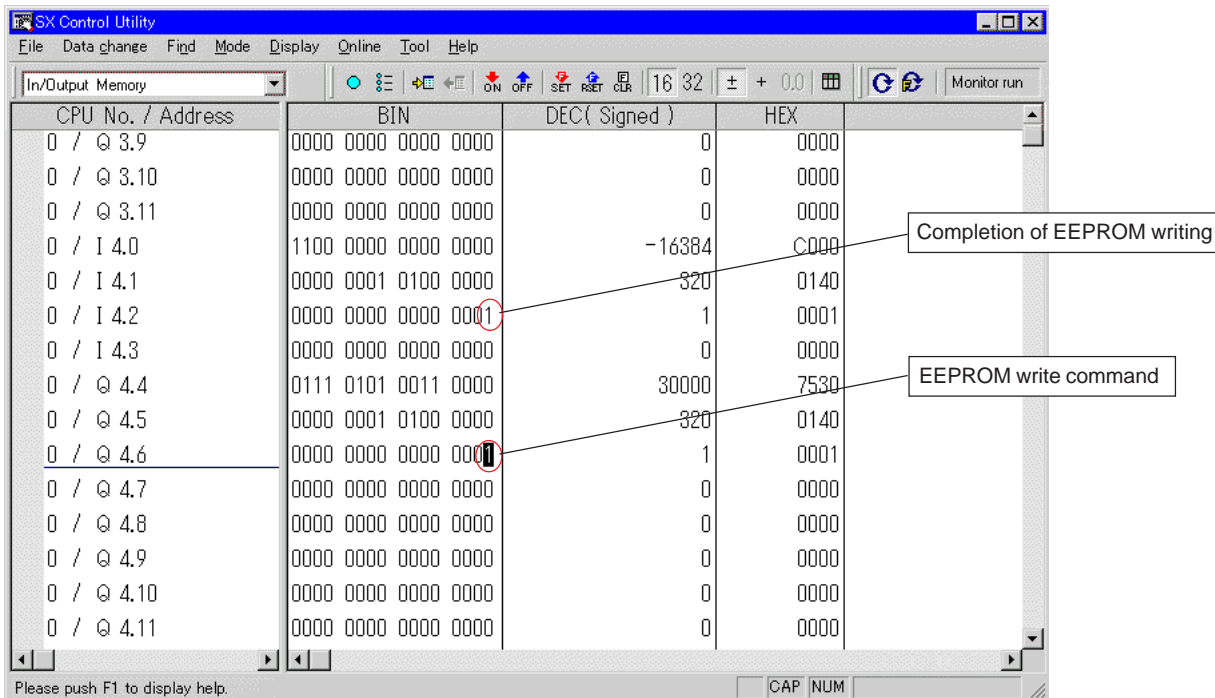 SX Control Utility
File Data change Find Mode Display Online Tool Help
In/Output Memory ON OFF SET RSET CLR 16 32 ± + 0.0 Monitor run
CPU No. / Address BIN DEC( Signed ) HEX
0 / Q 3.9 0000 0000 0000 0000 0 0000
0 / Q 3.10 0000 0000 0000 0000 0 0000
0 / Q 3.11 0000 0000 0000 0000 0 0000
0 / I 4.0 1100 0000 0000 0000 -16384 C000
Completion of EEPROM writing
0 / I 4.1 0000 0001 0100 0000 320 0140
0 / I 4.2 0000 0000 0000 0001 1 0001
0 / I 4.3 0000 0000 0000 0000 0 0000
0 / Q 4.4 0111 0101 0011 0000 30000 7530
EEPROM write command
0 / Q 4.5 0000 0001 0100 0000 320 0140
0 / Q 4.6 0000 0000 0000 0001 1 0001
0 / Q 4.7 0000 0000 0000 0000 0 0000
0 / Q 4.8 0000 0000 0000 0000 0 0000
0 / Q 4.9 0000 0000 0000 0000 0 0000
0 / Q 4.10 0000 0000 0000 0000 0 0000
0 / Q 4.11 0000 0000 0000 0000 0 0000
Please push F1 to display help. CAP NUM